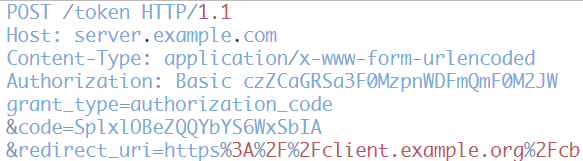 POST /token HTTP/1.1
Host: server.example.com
Content-Type: application/x-www-form-urlencoded
Authorization: Basic czZCaGRSa3F0MzpnWDFmQmF0M2JW
grant_type=authorization_code
&code=SplxlOBeZQQYbYS6WxSbIA
&redirect_uri=https%3A%2F%2Fclient.example.org%2Fcb